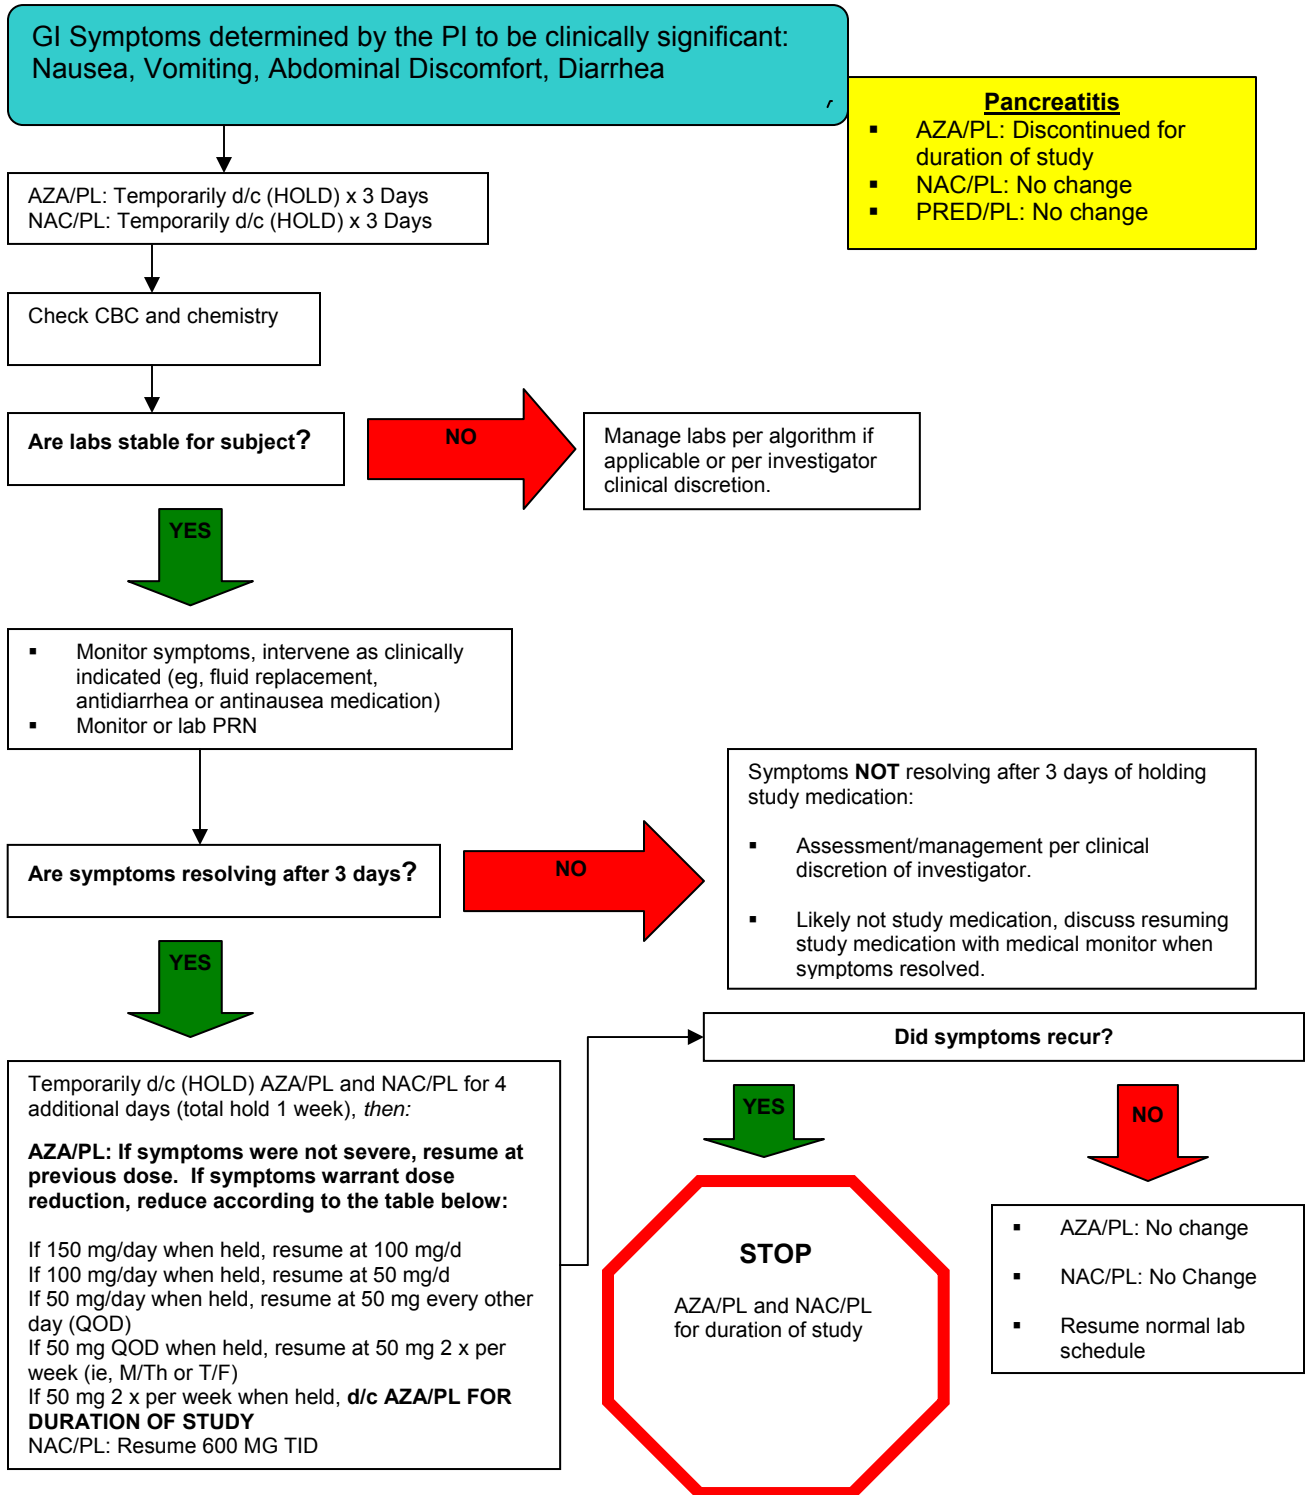 GI Symptoms determined by the PI to be clinically significant:
Nausea, Vomiting, Abdominal Discomfort, Diarrhea
Pancreatitis
▪ AZA/PL: Discontinued for
duration of study
▪ NAC/PL: No change
▪ PRED/PL: No change
AZA/PL: Temporarily d/c (HOLD) x 3 Days
NAC/PL: Temporarily d/c (HOLD) x 3 Days
Check CBC and chemistry
Are labs stable for subject?
NO
Manage labs per algorithm if
applicable or per investigator
clinical discretion.
YES
▪ Monitor symptoms, intervene as clinically
indicated (eg, fluid replacement,
antidiarrhea or antinausea medication)
▪ Monitor or lab PRN
Are symptoms resolving after 3 days?
NO
Symptoms NOT resolving after 3 days of holding
study medication:
▪ Assessment/management per clinical
discretion of investigator.
▪ Likely not study medication, discuss resuming
study medication with medical monitor when
symptoms resolved.
YES
Temporarily d/c (HOLD) AZA/PL and NAC/PL for 4
additional days (total hold 1 week), then:
AZA/PL: If symptoms were not severe, resume at
previous dose. If symptoms warrant dose
reduction, reduce according to the table below:
If 150 mg/day when held, resume at 100 mg/d
If 100 mg/day when held, resume at 50 mg/d
If 50 mg/day when held, resume at 50 mg every other
day (QOD)
If 50 mg QOD when held, resume at 50 mg 2 x per
week (ie, M/Th or T/F)
If 50 mg 2 x per week when held, d/c AZA/PL FOR
DURATION OF STUDY
NAC/PL: Resume 600 MG TID
Did symptoms recur?
YES
STOP
AZA/PL and NAC/PL
for duration of study
NO
▪ AZA/PL: No change
▪ NAC/PL: No Change
▪ Resume normal lab
schedule